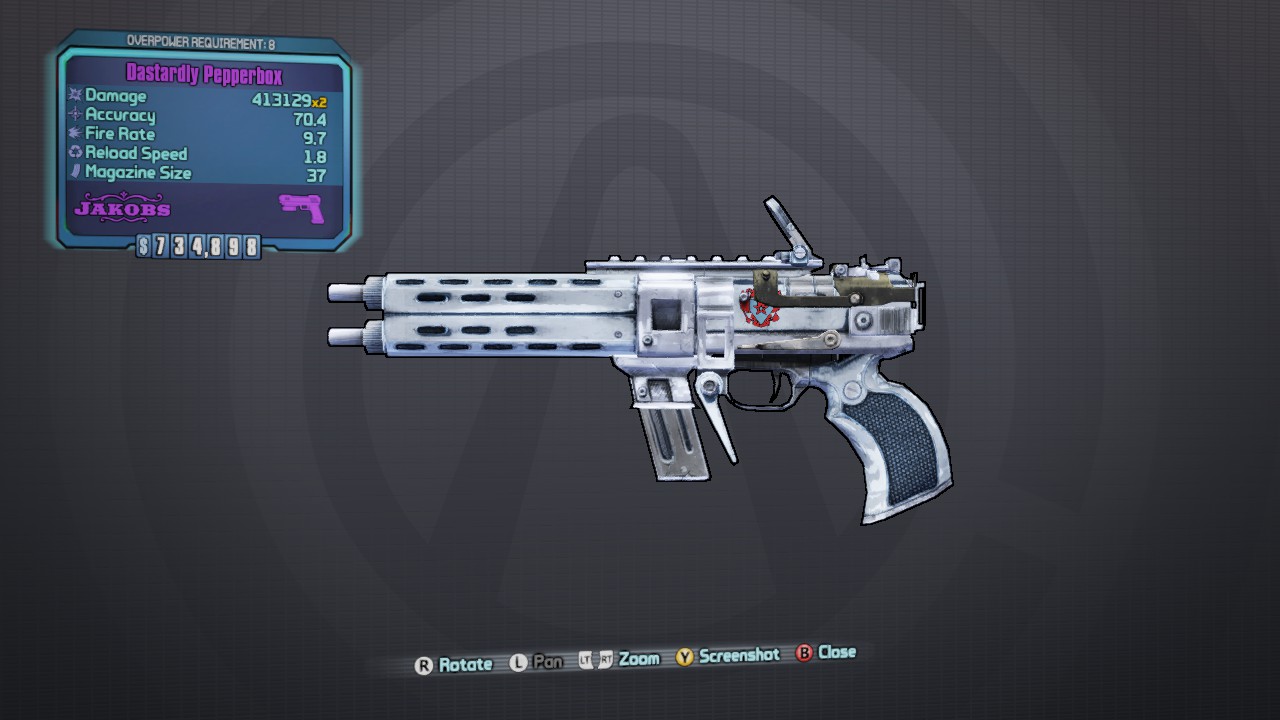 OVERPOWER REQUIREMENT: 8
Dastardly Pepperbox
Damage 413129x2
Accuracy 70.4
Fire Rate 9.7
Reload Speed 1.8
Magazine Size 37
JAKOBS
$734,898
R Rotate L Pan LT RT Zoom Y Screenshot B Close